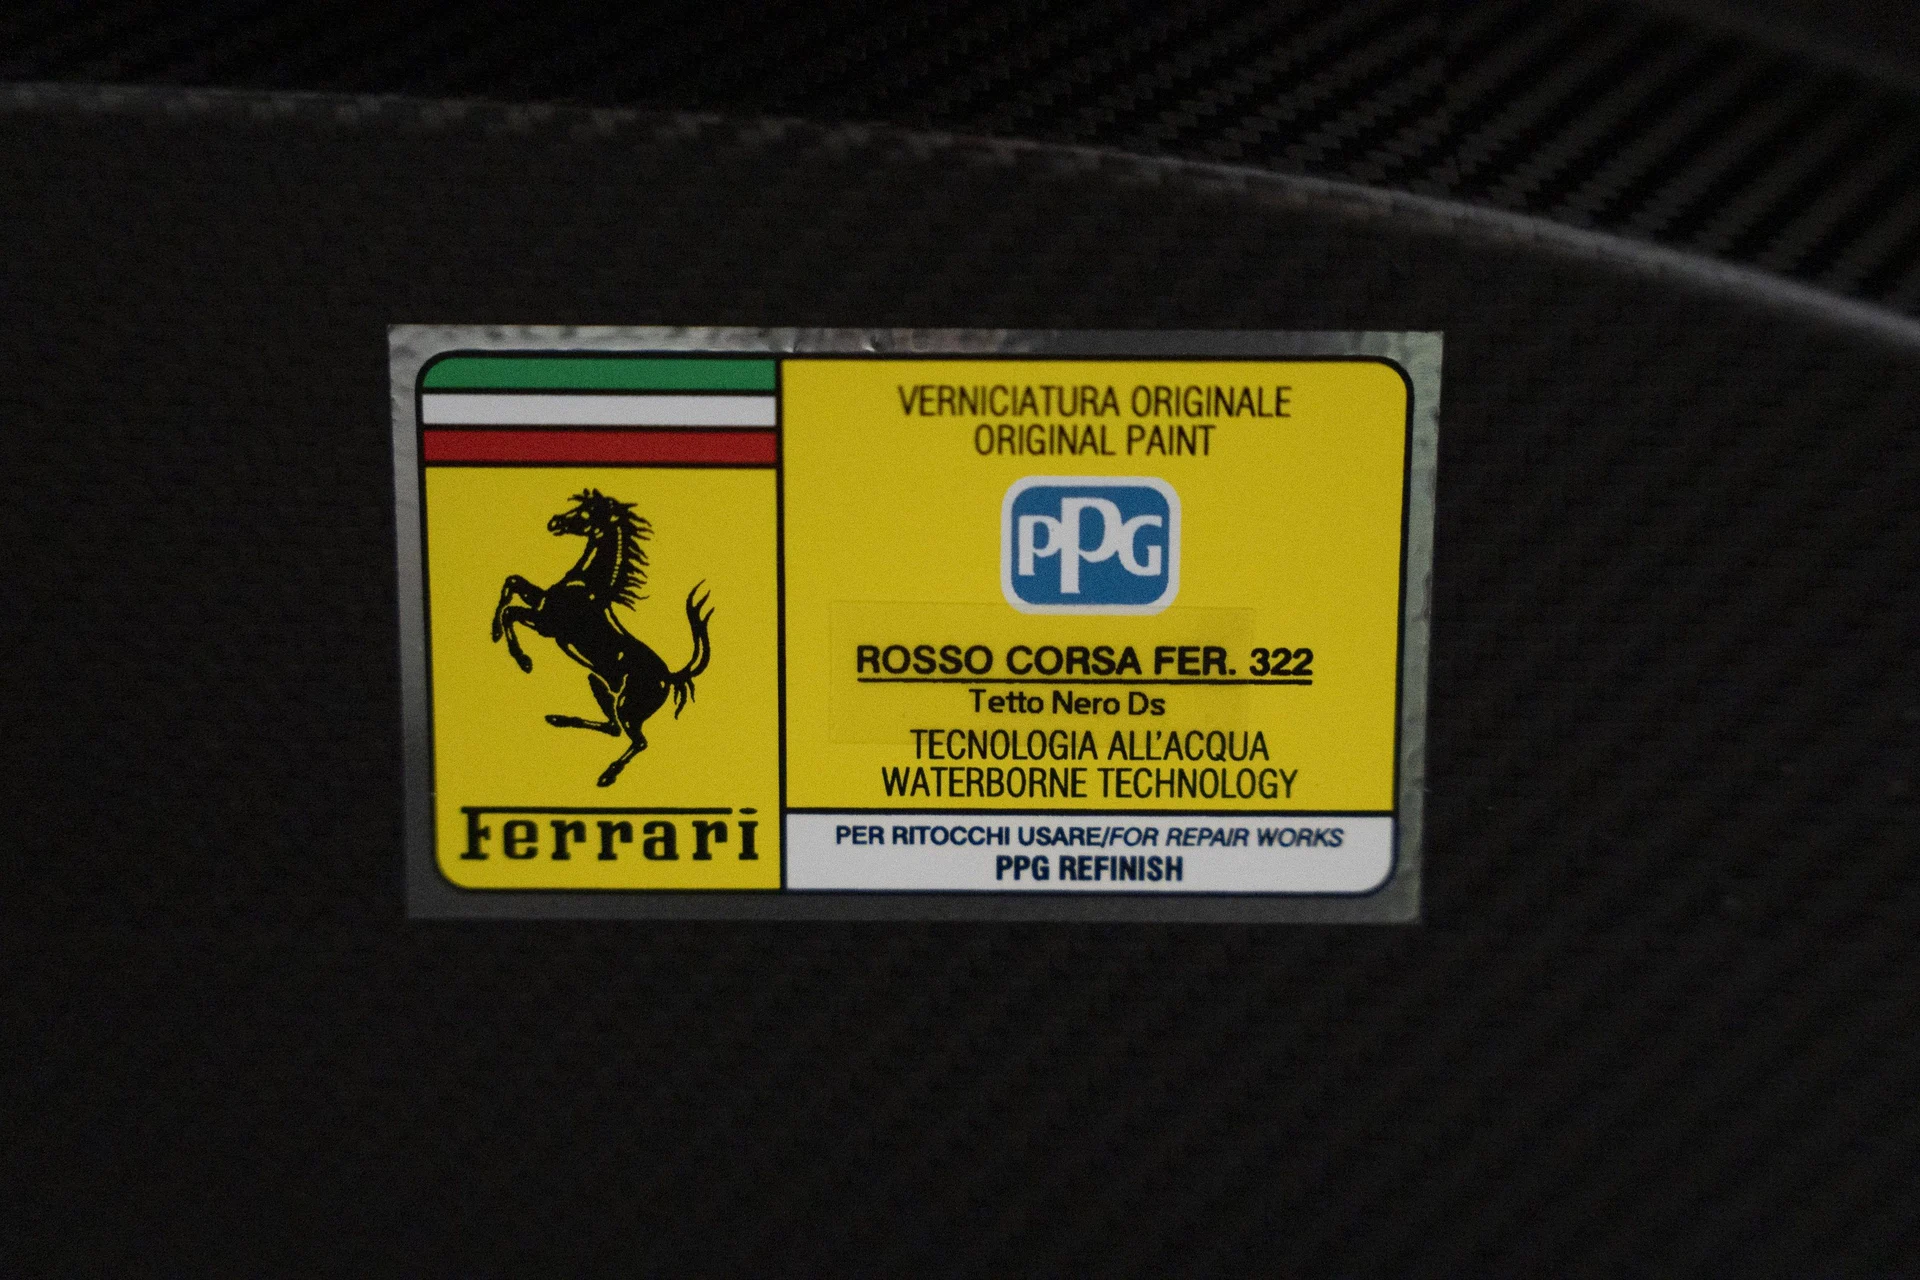 VERNICIATURA ORIGINALE
ORIGINAL PAINT
PPG
ROSSO CORSA FER. 322
Tetto Nero Ds
TECNOLOGIA ALL'ACQUA
WATERBORNE TECHNOLOGY
Ferrari
PER RITOCCHI USARE/FOR REPAIR WORKS
PPG REFINISH